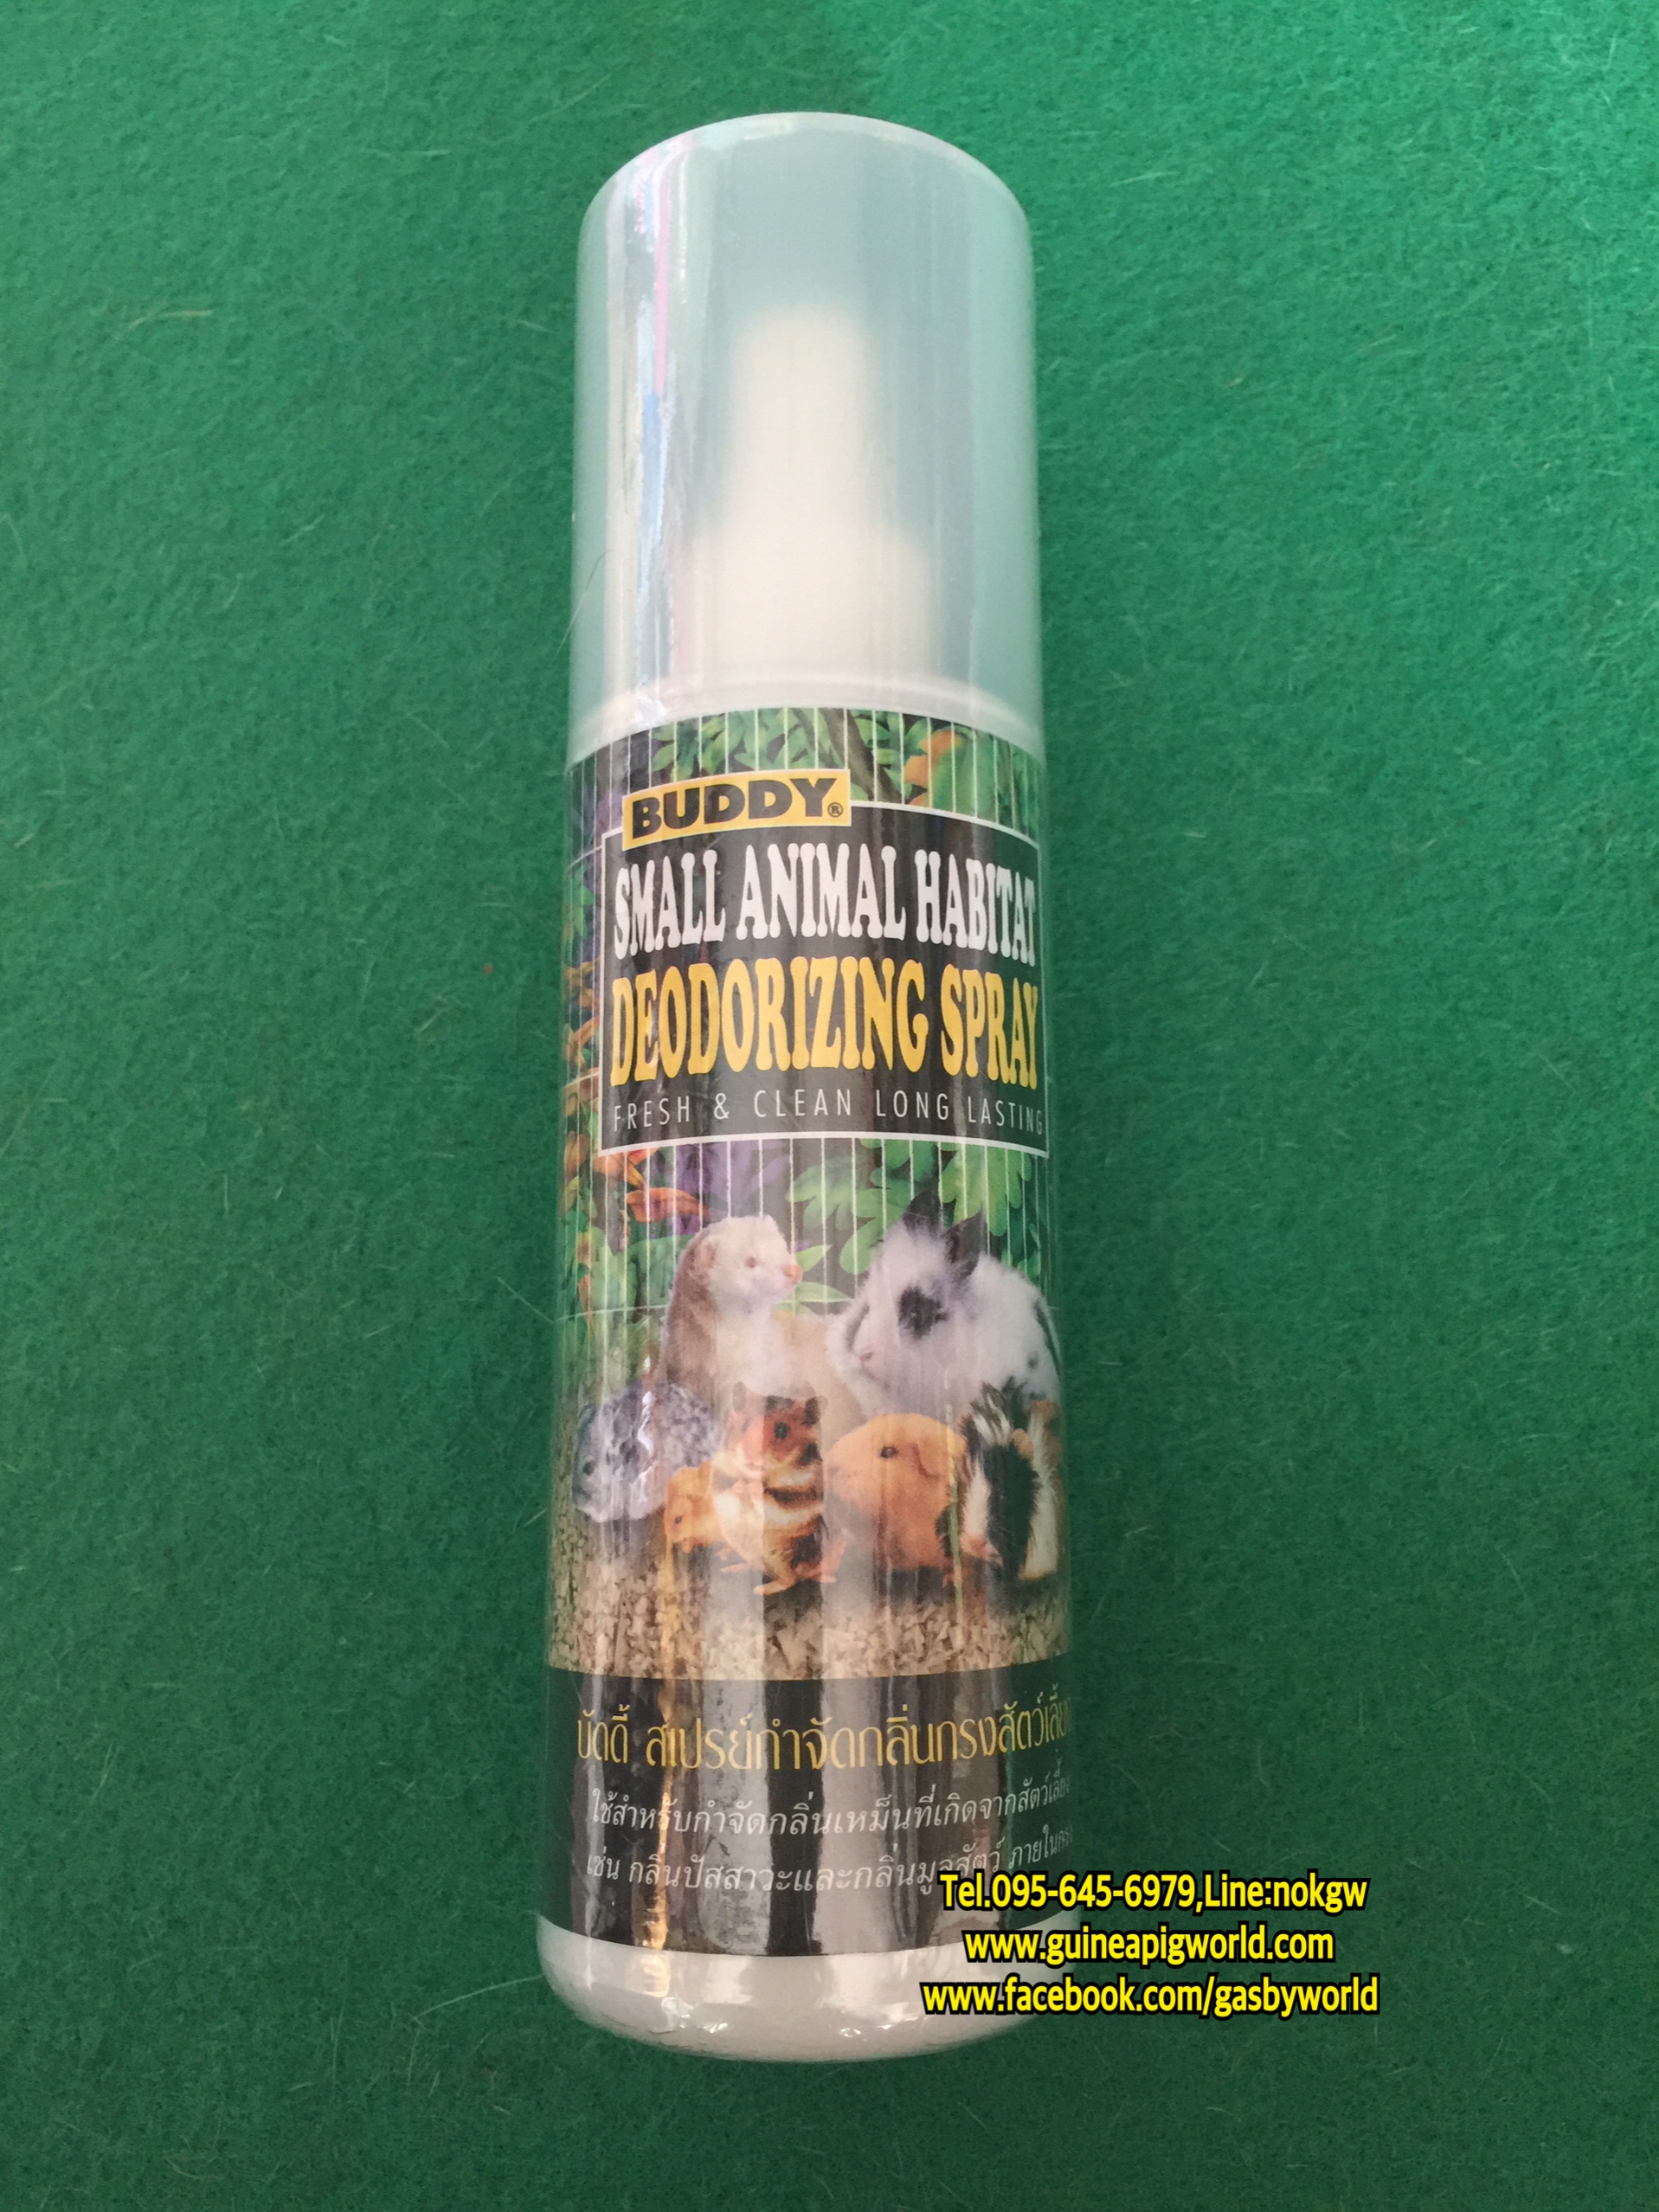 BUDDY®
SMALL ANIMAL HABITAT
DEODORIZING SPRAY
FRESH & CLEAN LONG LASTING
บัดดี้ สเปรย์กำจัดกลิ่นกรงสัตว์เลี้ยง
ใช้สำหรับกำจัดกลิ่นเหม็นที่เกิดจากสัตว์เลี้ยง
เช่น กลิ่นปัสสาวะและกลิ่นมูลสัตว์ ภายในกรง
Tel.095-645-6979,Line:nokgw
www.guineapigworld.com
www.facebook.com/gasbyworld